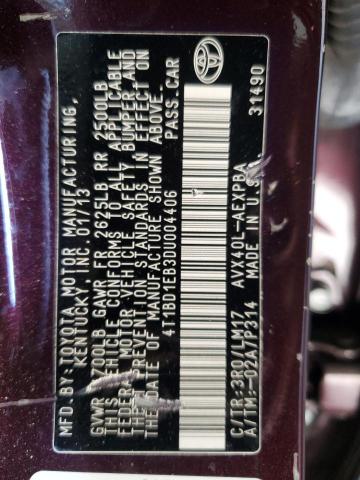 MFD.BY:TOYOTA MOTOR MANUFACTURING
KENTUCKY,INC. 01/13
GVWR GAWR FR 2625LB RR 2500LB
THIS VEHICLE CONFORMS TO ALL APPLICABLE
FEDERAL MOTOR VEHICLE SAFETY, BUMPER, AND
THEFT PREVENTION STANDARDS IN EFFECT ON
THE DATE OF MANUFACTURE SHOWN ABOVE.
4T1BD1EB3DU004406 PASS.CAR
C/TR:3R0/LM17 AVX40L-AEXPBA
A/TM:-02A/P314 MADE IN U.S.A. 31490